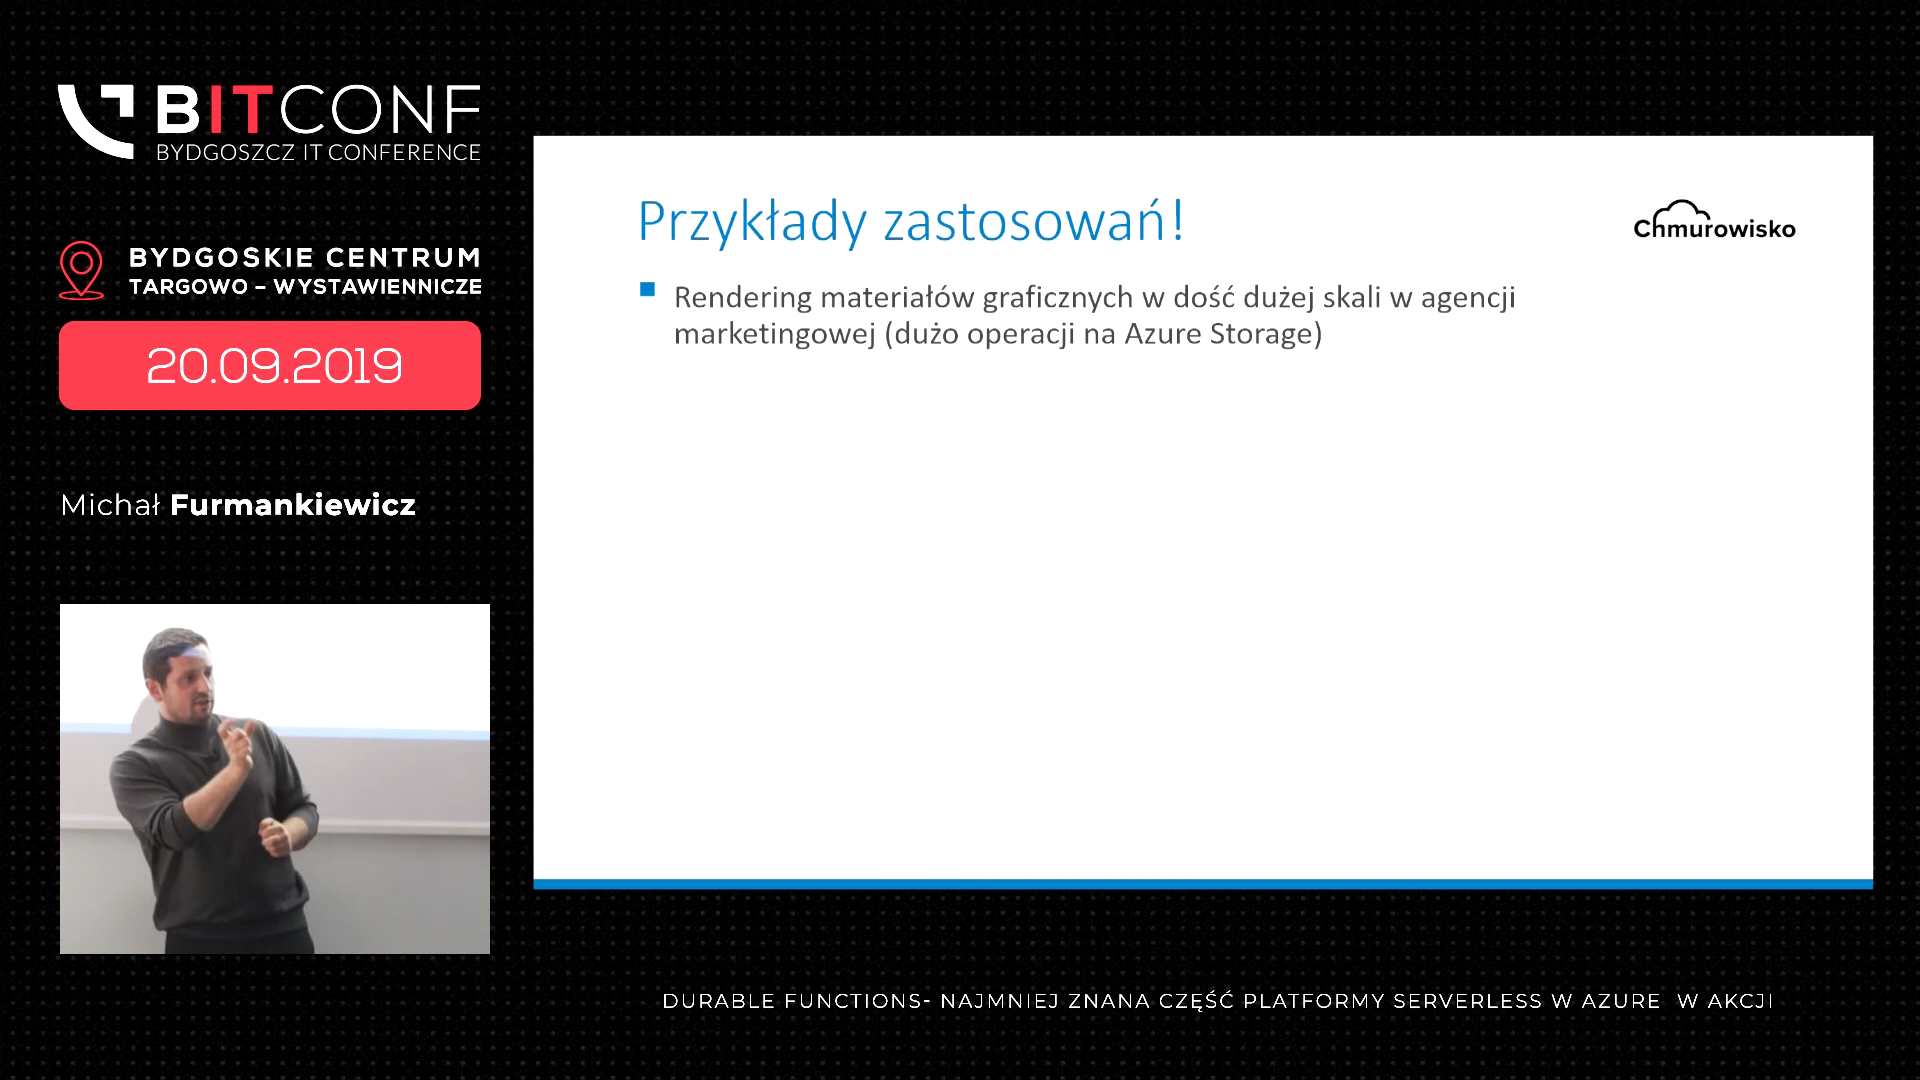 BITCONF
BYDGOSZCZ IT CONFERENCE
BYDGOSKIE CENTRUM
TARGOWO – WYSTAWIENNICZE
20.09.2019
Michał Furmankiewicz
Przykłady zastosowań!
Chmurowisko
Rendering materiałów graficznych w dość dużej skali w agencji
marketingowej (dużo operacji na Azure Storage)
DURABLE FUNCTIONS- NAJMNIEJ ZNANA CZĘŚĆ PLATFORMY SERVERLESS W AZURE W AKCJI